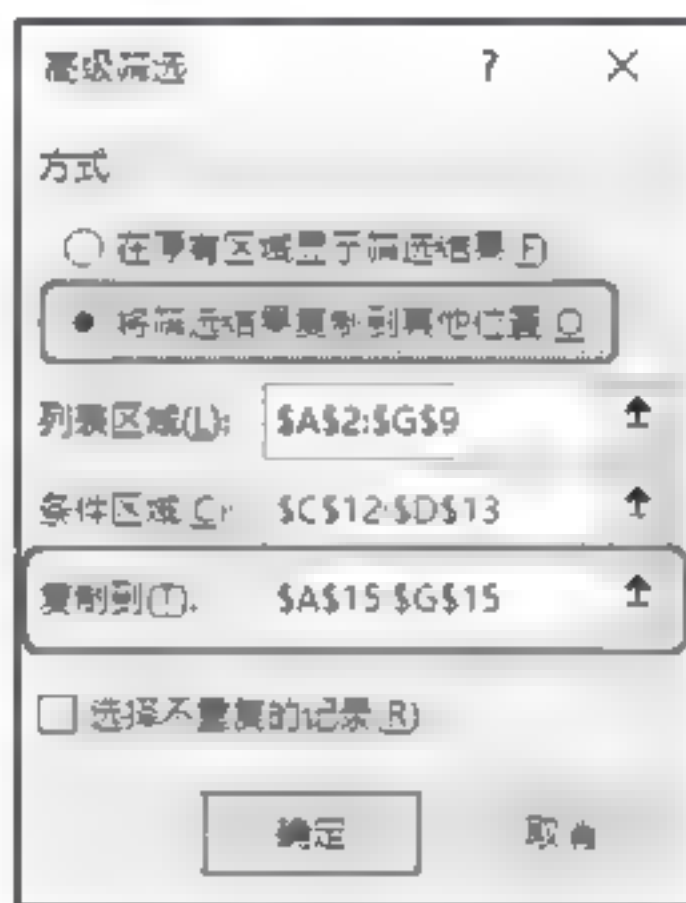 高级筛选 ? ×
方式
在原有区域显示筛选结果(F)
将筛选结果复制到其他位置(O)
列表区域(L): $A$2:$G$9
条件区域(C): $C$12:$D$13
复制到(T): $A$15:$G$15
选择不重复的记录(R)
确定 取消